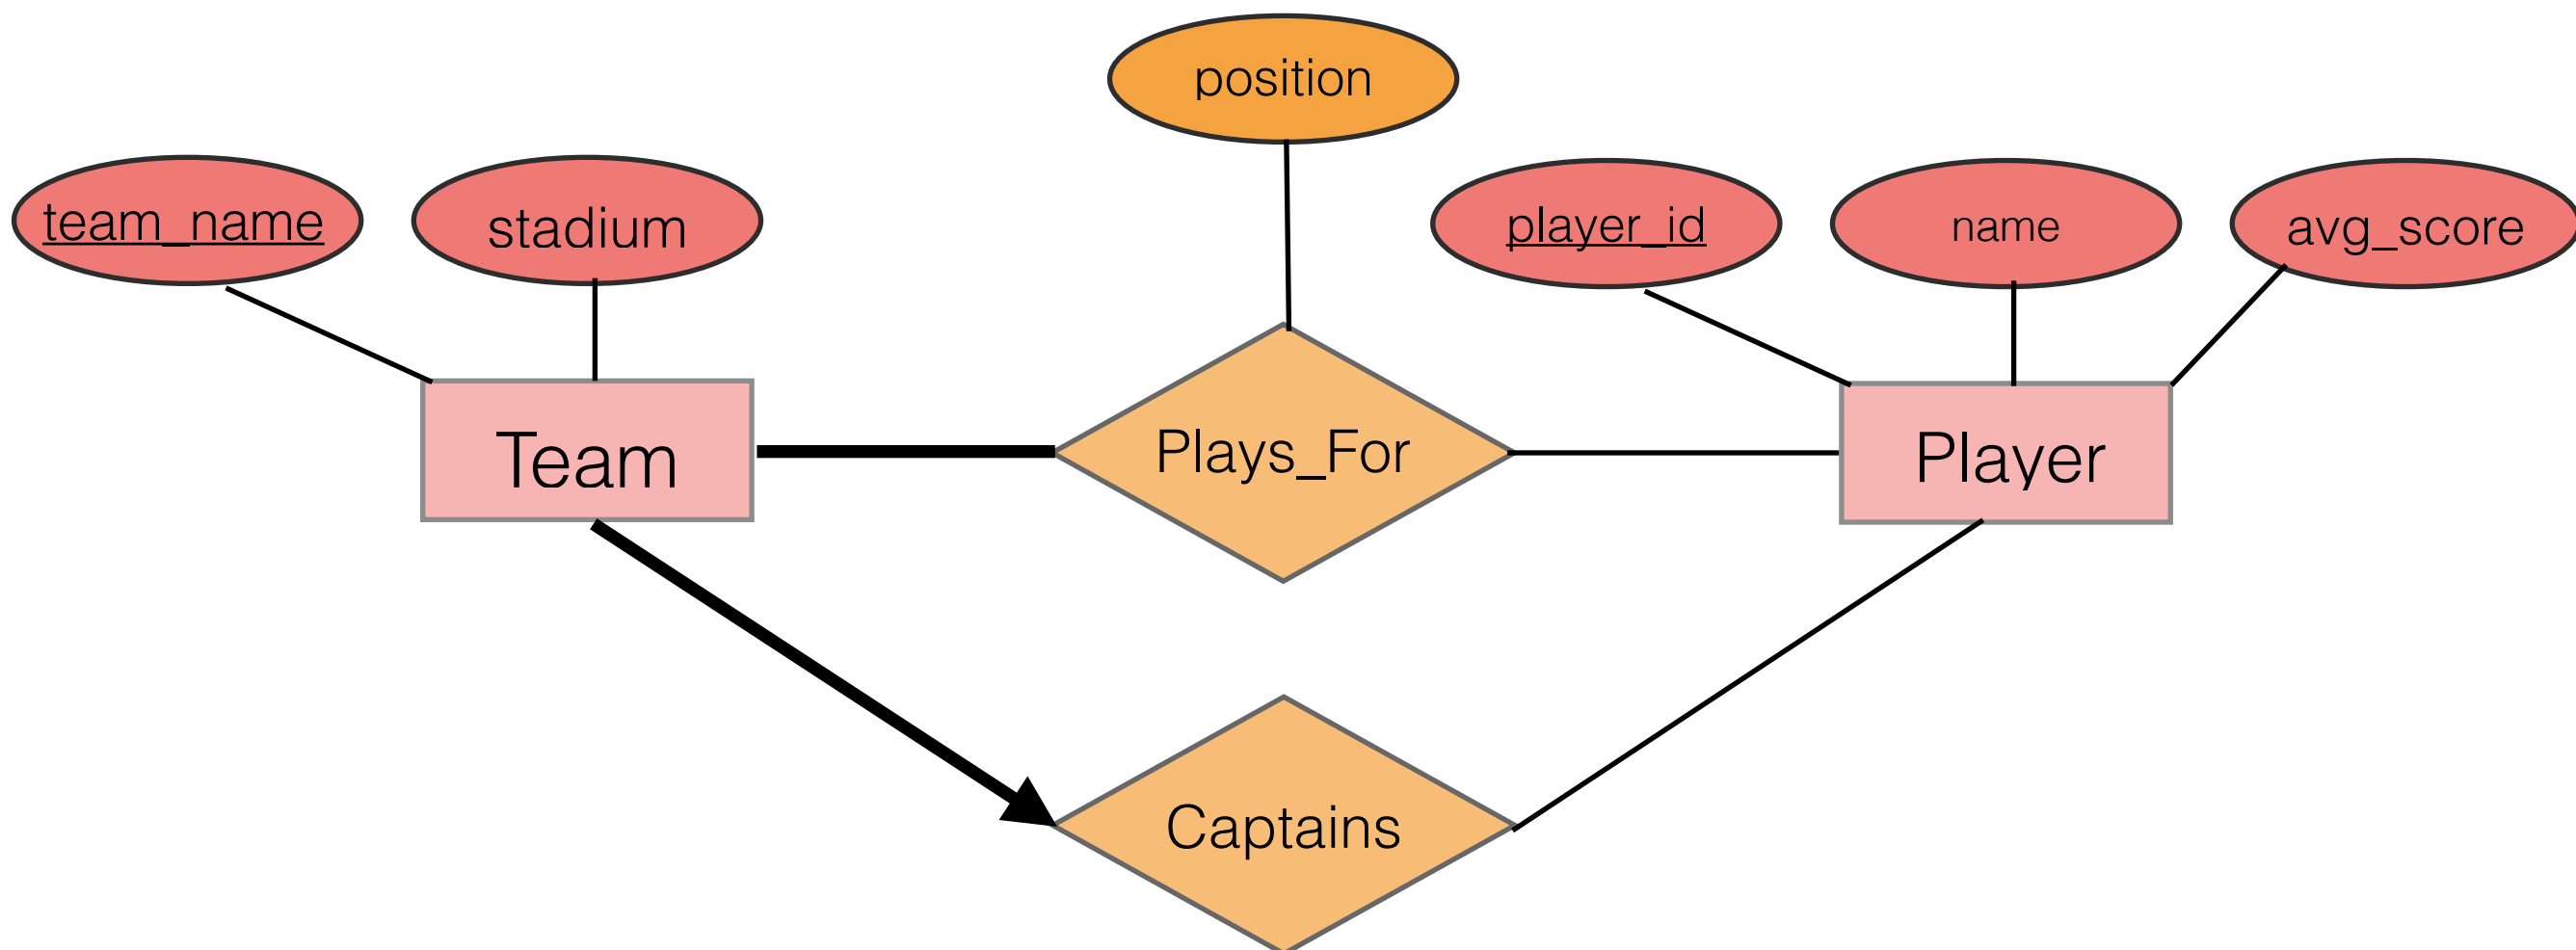 position
team_name
stadium
player_id
name
avg_score
Team
Plays_For
Player
Captains